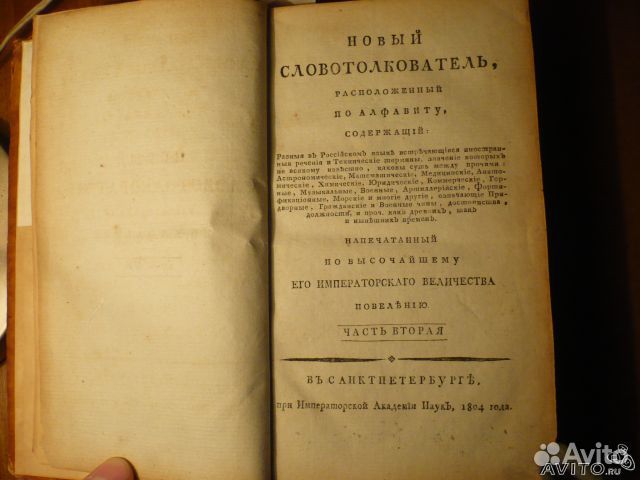 НОВЫЙ
СЛОВОТОЛКОВАТЕЛЬ,
РАСПОЛОЖЕННЫЙ
ПО АЛФАВИТУ,
СОДЕРЖАЩІЙ:
Разныя въ Россійскомъ языкѣ встрѣчающіяся иностран-
ныя реченія и Техническіе термины, значеніе которыхъ
не всякому извѣстно, каковы суть между прочими:
Астрономическіе, Математическіе, Медицинскіе, Анато-
мическіе, Химическіе, Юридическіе, Коммерческіе, Гор-
ные, Музыкальные, Военные, Артиллерійскіе, Форти-
фикаціонные, Морскіе и многіе другіе, означающіе При-
дворные, Гражданскіе и Военные чины, достоинства,
должности, и проч. какъ древнихъ, такъ
и нынѣшнихъ временъ.
НАПЕЧАТАННЫЙ
ПО ВЫСОЧАЙШЕМУ
ЕГО ИМПЕРАТОРСКАГО ВЕЛИЧЕСТВА
ПОВЕЛѢНІЮ.
ЧАСТЬ ВТОРАЯ
ВЪ САНКТПЕТЕРБУРГѢ,
при Императорской Академіи Наукъ, 1804 года.
Avito
AVITO.ru